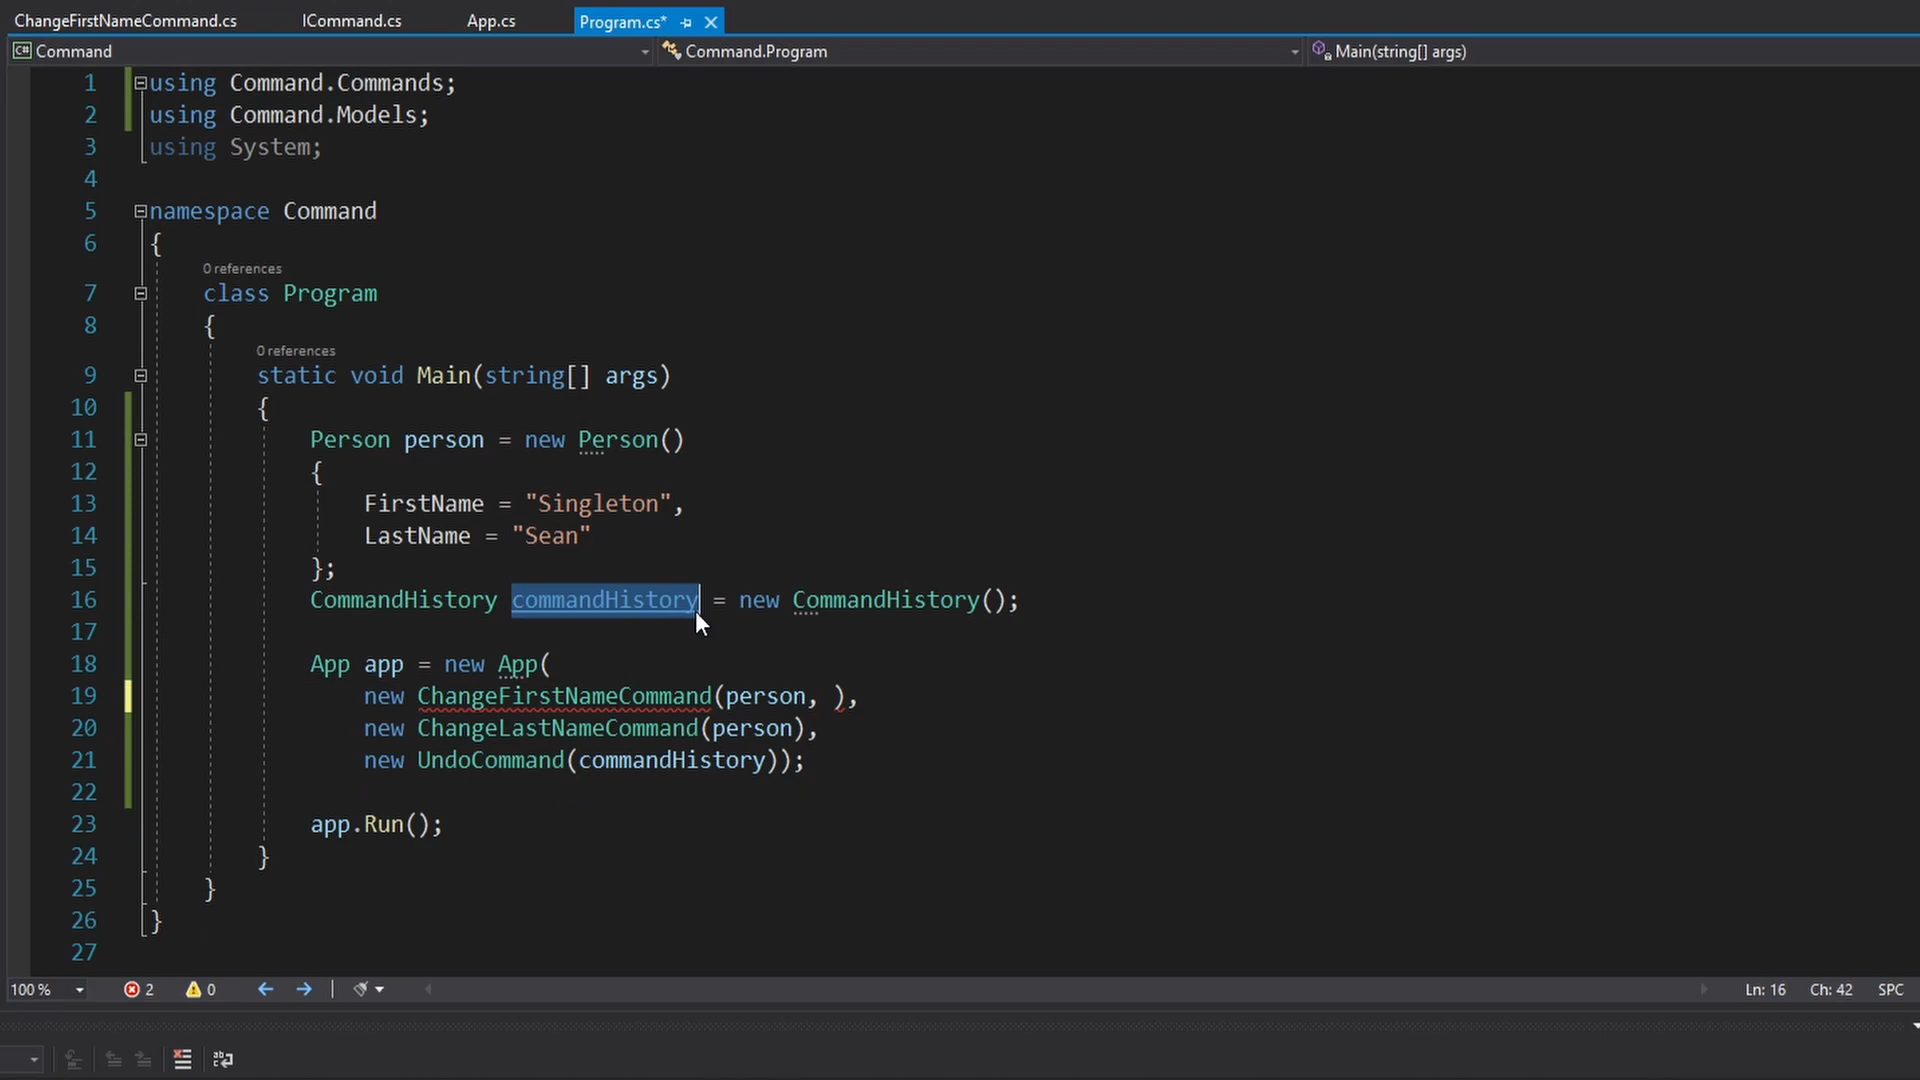 ChangeFirstNameCommand.cs ICommand.cs App.cs Program.cs*
C# Command Command.Program Main(string[] args)
1 using Command.Commands;
2 using Command.Models;
3 using System;
4
5 namespace Command
6 {
0 references
7 class Program
8 {
0 references
9 static void Main(string[] args)
10 {
11 Person person = new Person()
12 {
13 FirstName = "Singleton",
14 LastName = "Sean"
15 };
16 CommandHistory commandHistory = new CommandHistory();
17
18 App app = new App(
19 new ChangeFirstNameCommand(person, ),
20 new ChangeLastNameCommand(person),
21 new UndoCommand(commandHistory));
22
23 app.Run();
24 }
25 }
26 }
27
100 % 2 0 Ln: 16 Ch: 42 SPC